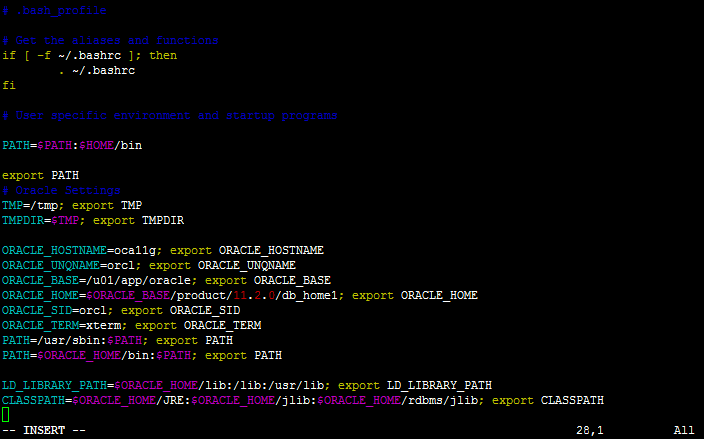 # .bash_profile
# Get the aliases and functions
if [ -f ~/.bashrc ]; then
        . ~/.bashrc
fi
# User specific environment and startup programs
PATH=$PATH:$HOME/bin
export PATH
# Oracle Settings
TMP=/tmp; export TMP
TMPDIR=$TMP; export TMPDIR
ORACLE_HOSTNAME=oca11g; export ORACLE_HOSTNAME
ORACLE_UNQNAME=orcl; export ORACLE_UNQNAME
ORACLE_BASE=/u01/app/oracle; export ORACLE_BASE
ORACLE_HOME=$ORACLE_BASE/product/11.2.0/db_home1; export ORACLE_HOME
ORACLE_SID=orcl; export ORACLE_SID
ORACLE_TERM=xterm; export ORACLE_TERM
PATH=/usr/sbin:$PATH; export PATH
PATH=$ORACLE_HOME/bin:$PATH; export PATH
LD_LIBRARY_PATH=$ORACLE_HOME/lib:/lib:/usr/lib; export LD_LIBRARY_PATH
CLASSPATH=$ORACLE_HOME/JRE:$ORACLE_HOME/jlib:$ORACLE_HOME/rdbms/jlib; export CLASSPATH
-- INSERT -- 28,1 All